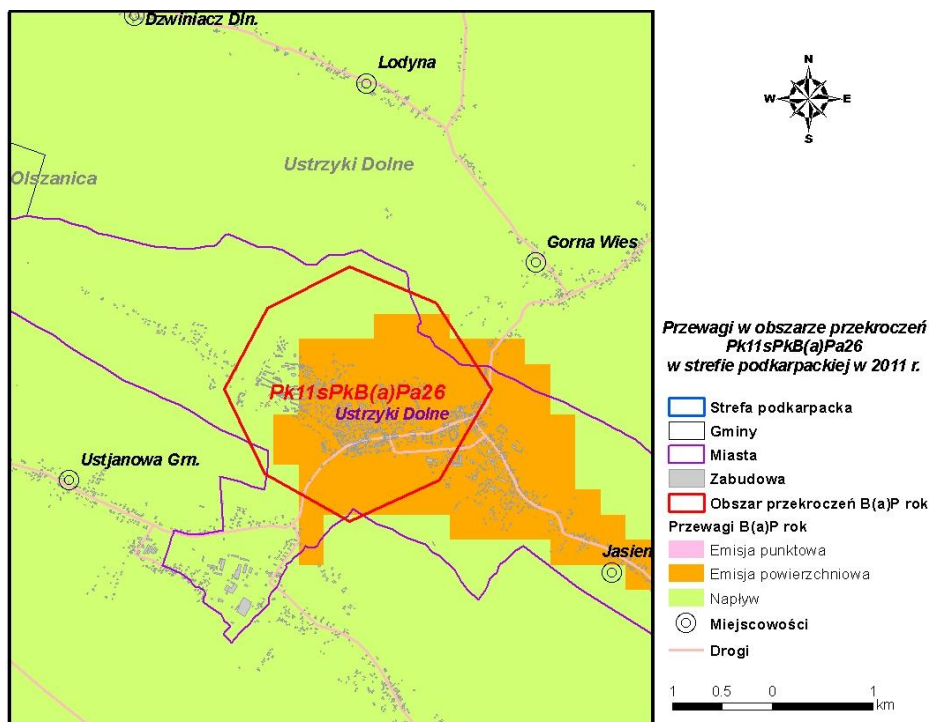 Dzwiniacz Dln.
Lodyna
Ustrzyki Dolne
Olszanica
Gorna Wies
Pk11sPkB(a)Pa26
Ustrzyki Dolne
Ustjanowa Grn.
Jasien
N
W
E
S
Przewagi w obszarze przekroczeń
Pk11sPkB(a)Pa26
w strefie podkarpackiej w 2011 r.
Strefa podkarpacka
Gminy
Miasta
Zabudowa
Obszar przekroczeń B(a)P rok
Przewagi B(a)P rok
Emisja punktowa
Emisja powierzchniowa
Napływ
Miejscowości
Drogi
1 0.5 0 1
km